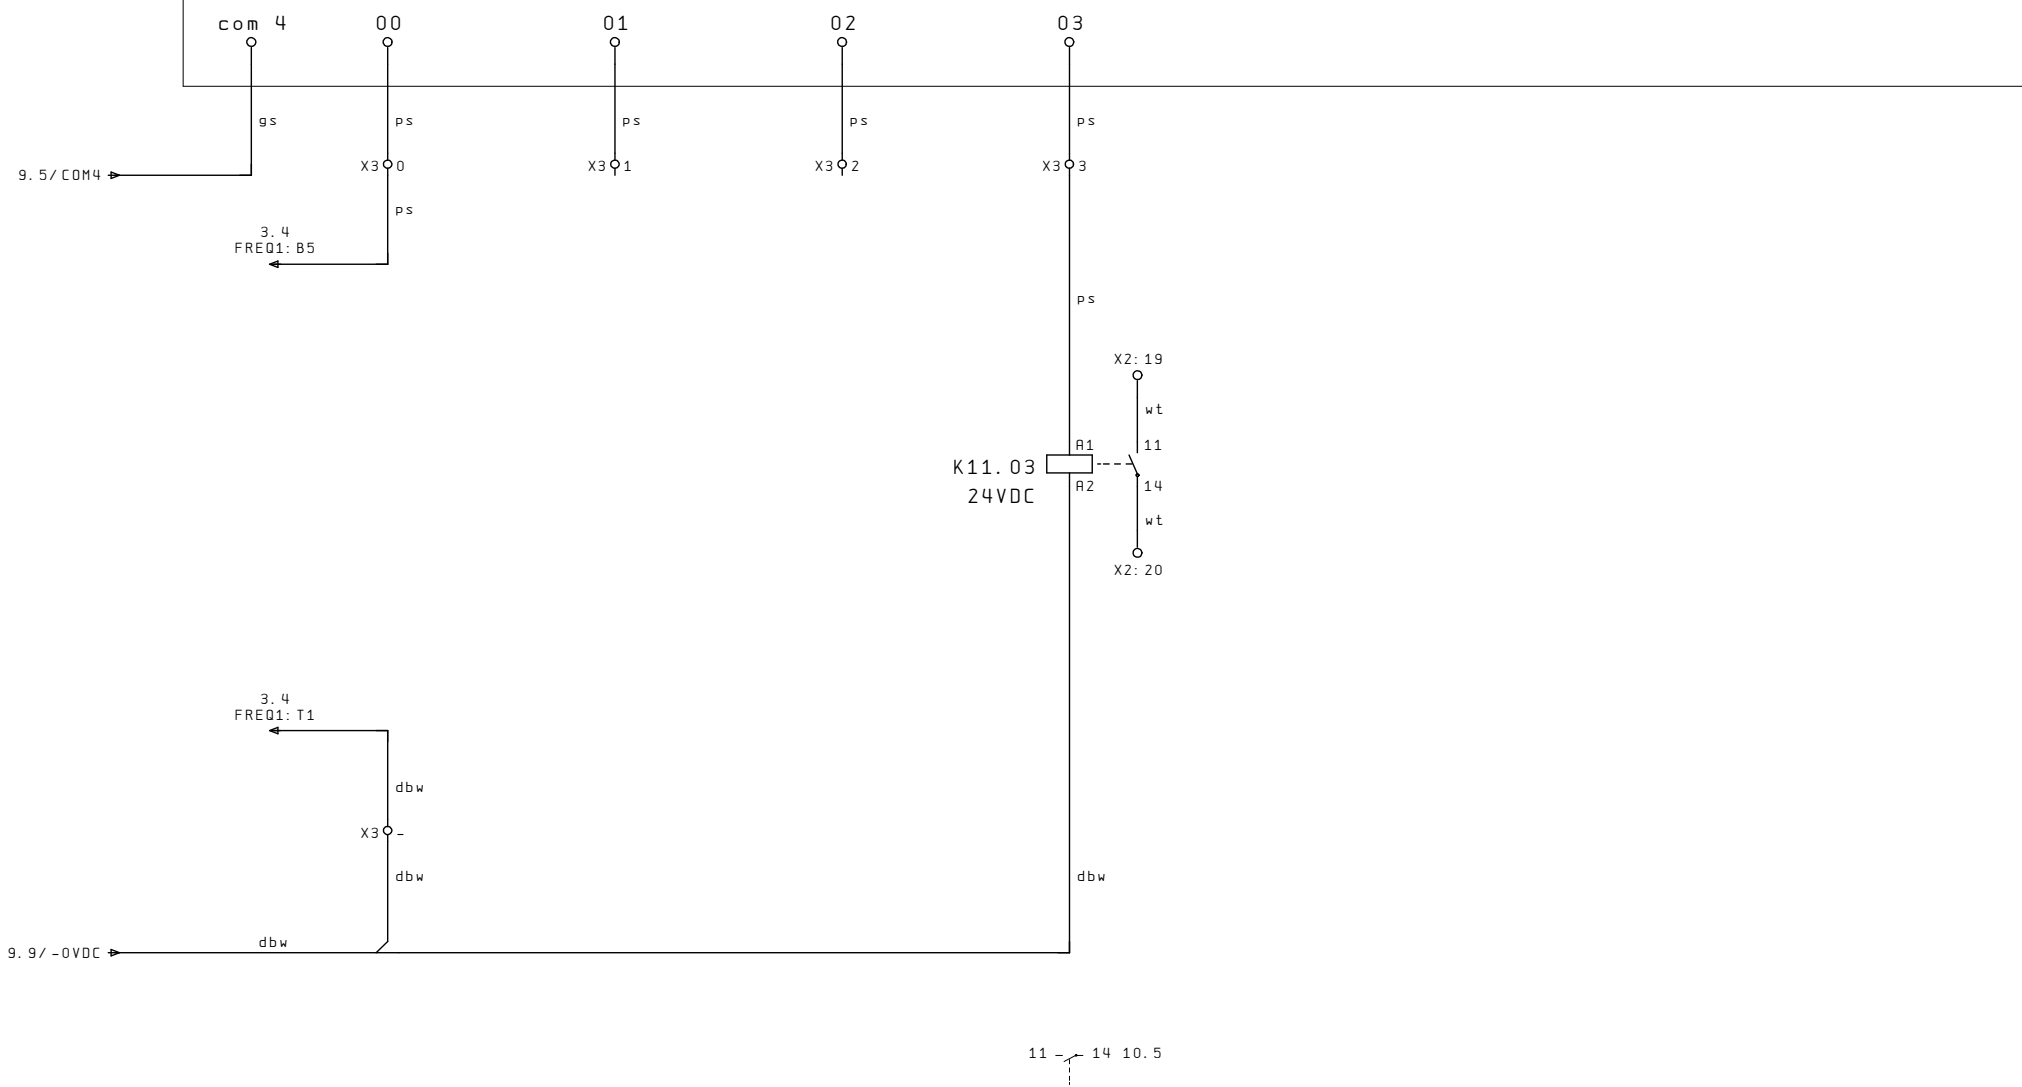 com 4
00
01
02
03
gs
ps
ps
ps
ps
9.5/COM4
X3 0
X3 1
X3 2
X3 3
ps
3.4
FREQ1:B5
ps
X2:19
wt
A1
11
K11.03
A2
14
24VDC
wt
X2:20
3.4
FREQ1:T1
dbw
X3 -
dbw
dbw
dbw
9.9/-0VDC
11 14 10.5